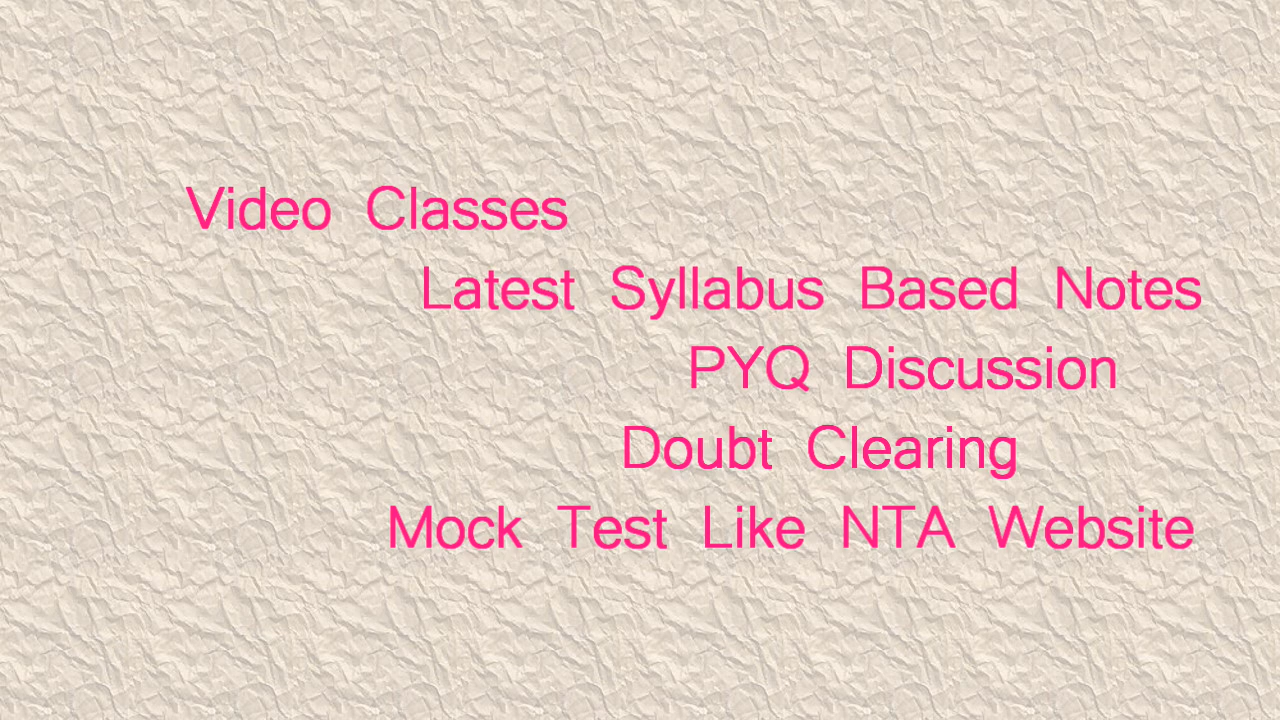 Video Classes
Latest Syllabus Based Notes
PYQ Discussion
Doubt Clearing
Mock Test Like NTA Website